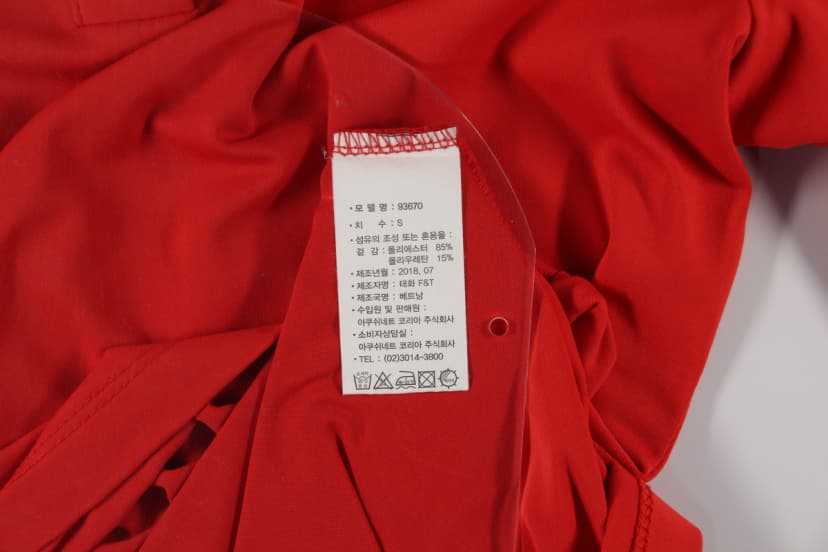 • 모 델 명 : 93670
• 치 수 : S
• 섬유의 조성 또는 혼용율 :
겉 감 : 폴리에스터 85%
폴리우레탄 15%
• 제조년월 : 2018. 07
• 제조자명 : 태화 F&T
• 제조국명 : 베트남
• 수입원 및 판매원 :
아쿠쉬네트 코리아 주식회사
• 소비자상담실 :
아쿠쉬네트 코리아 주식회사
• TEL : (02)3014-3800